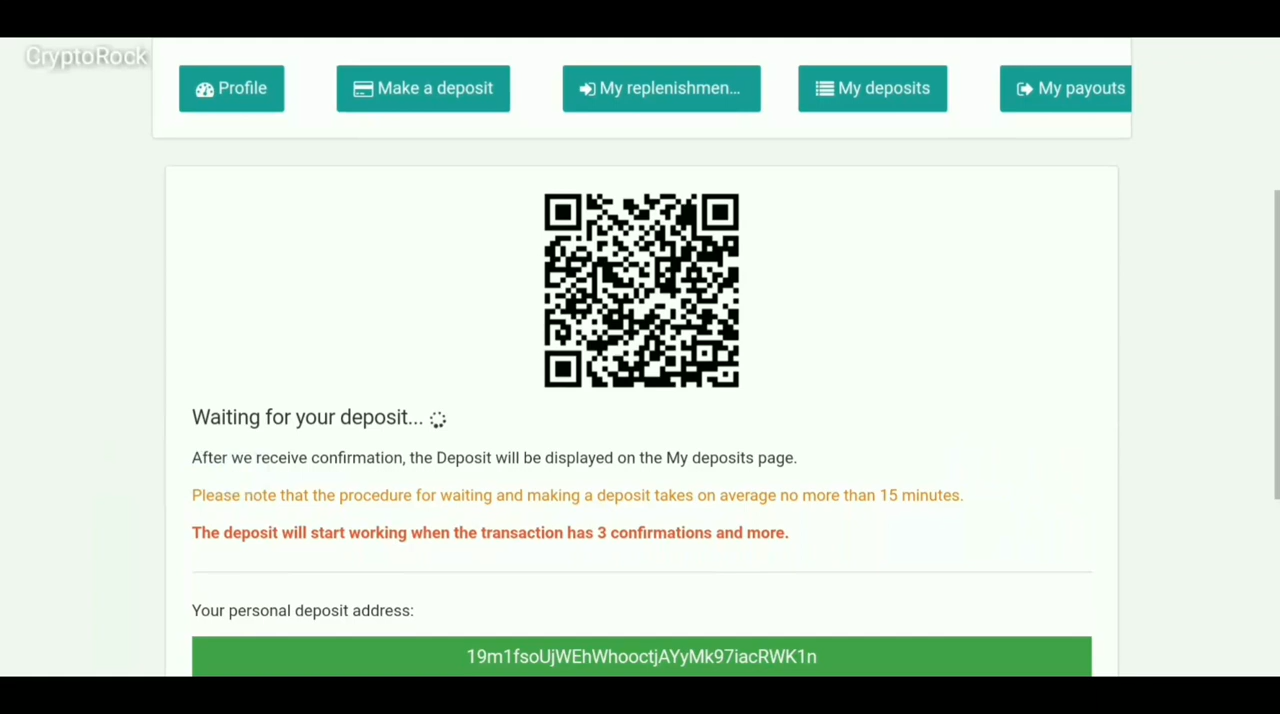 CryptoRock
Profile
Make a deposit
My replenishmen...
My deposits
My payouts
Waiting for your deposit...
After we receive confirmation, the Deposit will be displayed on the My deposits page.
Please note that the procedure for waiting and making a deposit takes on average no more than 15 minutes.
The deposit will start working when the transaction has 3 confirmations and more.
Your personal deposit address:
19m1fsoUjWEhWhooctjAYyMk97iacRWK1n